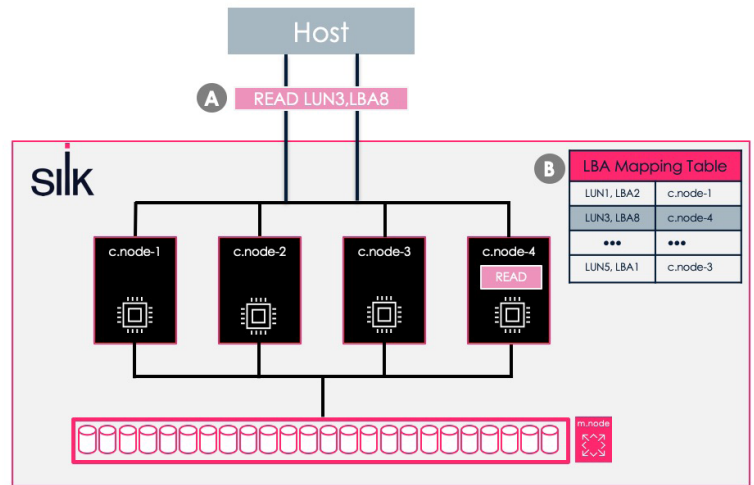 Host
A
READ LUN3,LBA8
silk
B
LBA Mapping Table
LUN1, LBA2 c.node-1
LUN3, LBA8 c.node-4
••• •••
LUN5, LBA1 c.node-3
c.node-1 c.node-2 c.node-3 c.node-4
READ
m.node